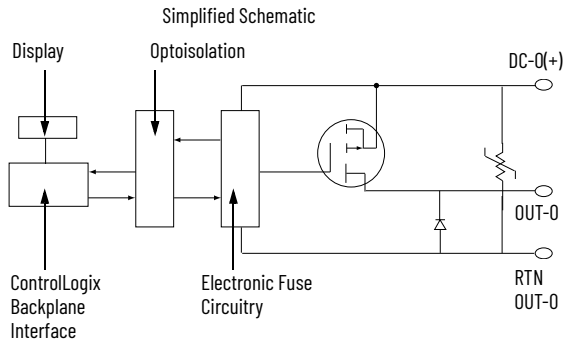 Simplified Schematic
Display
Optoisolation
DC-0(+)
OUT-0
RTN
OUT-0
ControlLogix
Backplane
Interface
Electronic Fuse
Circuitry